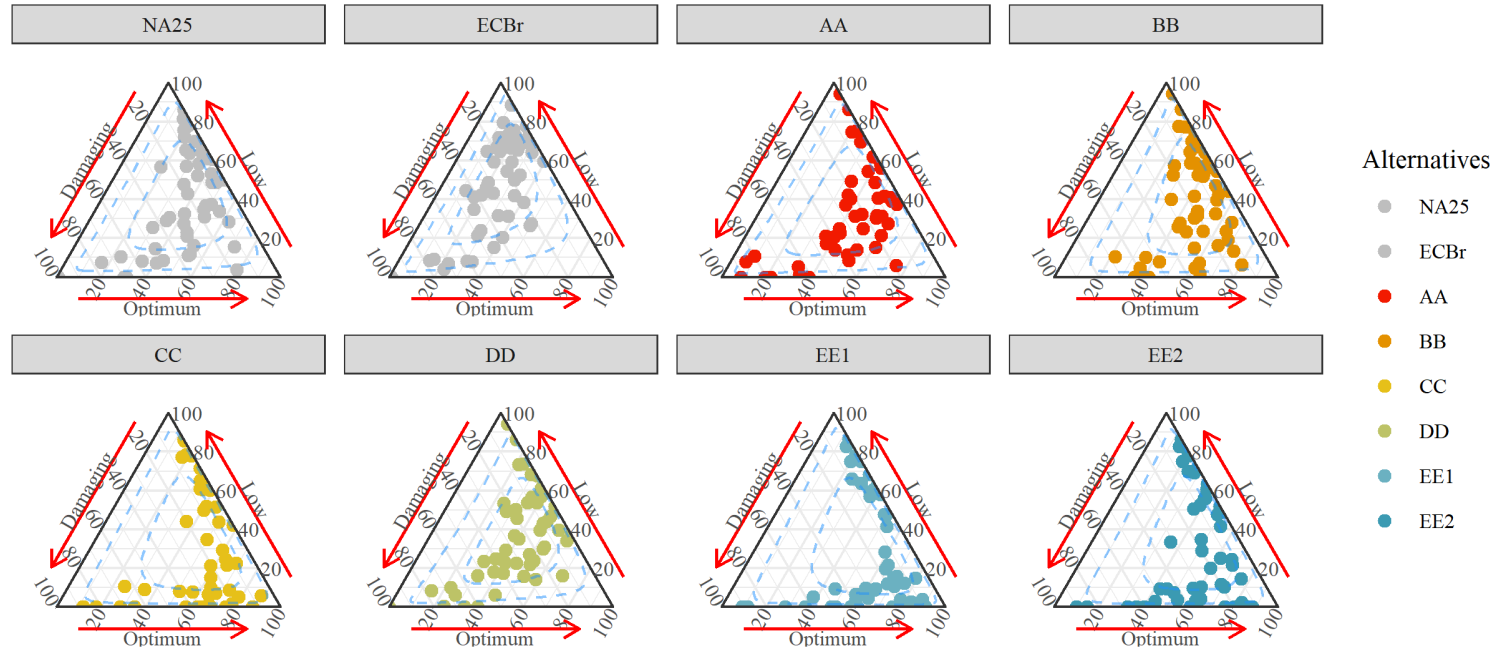 NA25 ECBr AA BB
100 100 100 100
20 80 20 80 20 80 20 80
Damaging Low Damaging Low Damaging Low Damaging Low
40 60 40 60 40 60 40 60
60 40 60 40 60 40 60 40
80 20 80 20 80 20 80 20
100 100 100 100 100 100 100 100
20 40 60 80 20 40 60 80 20 40 60 80 20 40 60 80
Optimum Optimum Optimum Optimum
CC DD EE1 EE2
100 100 100 100
20 80 20 80 20 80 20 80
Damaging Low Damaging Low Damaging Low Damaging Low
40 60 40 60 40 60 40 60
60 40 60 40 60 40 60 40
80 20 80 20 80 20 80 20
100 100 100 100 100 100 100 100
20 40 60 80 20 40 60 80 20 40 60 80 20 40 60 80
Optimum Optimum Optimum Optimum
Alternatives
NA25
ECBr
AA
BB
CC
DD
EE1
EE2